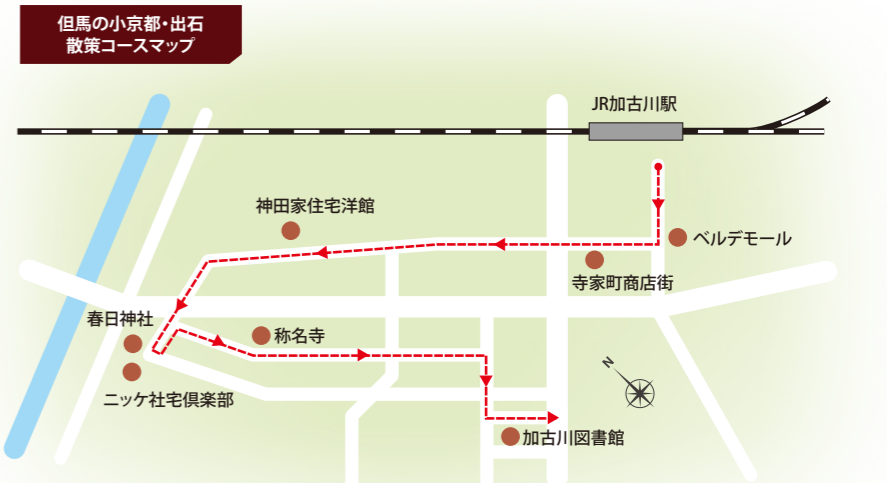 但馬の小京都・出石
散策コースマップ
JR加古川駅
神田家住宅洋館
ベルデモール
寺家町商店街
春日神社
称名寺
ニッケ社宅倶楽部
N
加古川図書館